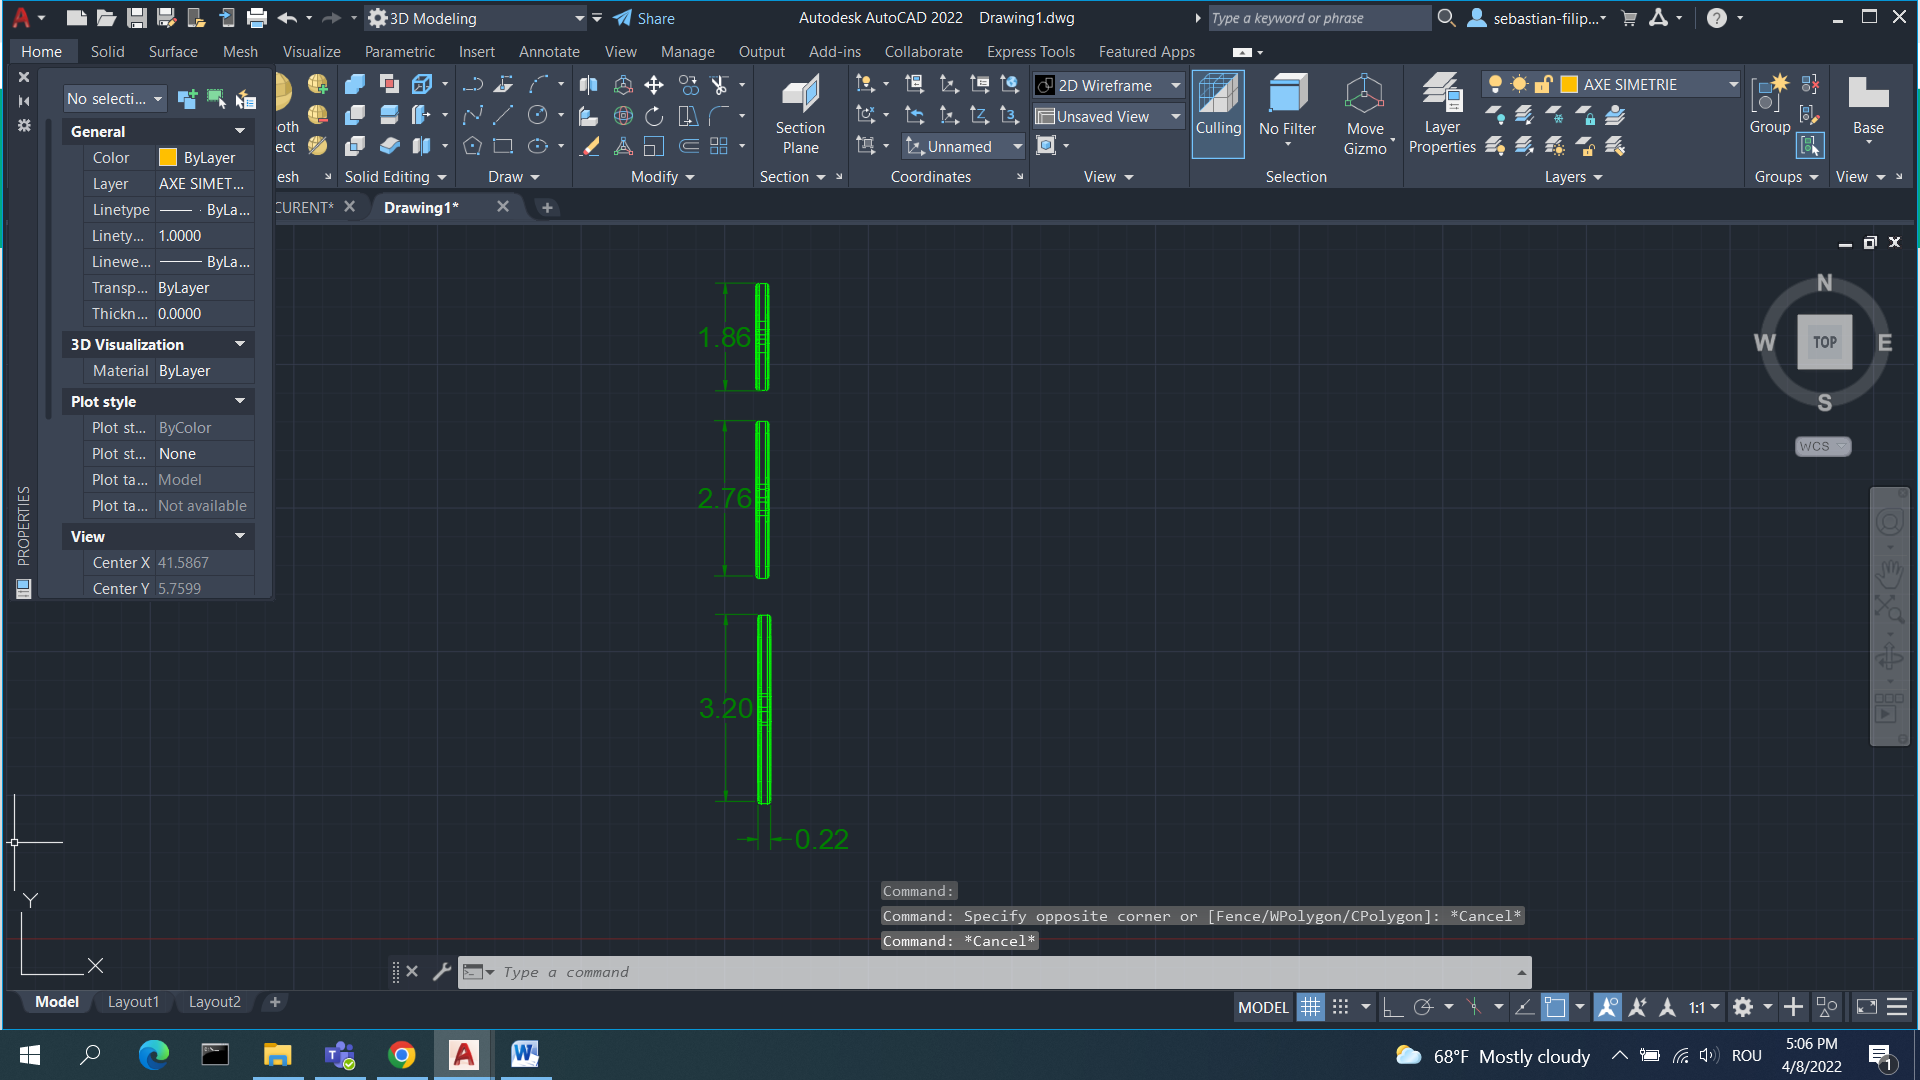 3D Modeling
Share
Autodesk AutoCAD 2022 Drawing1.dwg
Type a keyword or phrase
sebastian-filip...
Home Solid Surface Mesh Visualize Parametric Insert Annotate View Manage Output Add-ins Collaborate Express Tools Featured Apps
No selecti...
General
Color ByLayer
Layer AXE SIMET...
Linetype ByLa...
Linety... 1.0000
Linewe... ByLa...
Transp... ByLayer
Thickn... 0.0000
3D Visualization
Material ByLayer
Plot style
Plot st... ByColor
Plot st... None
Plot ta... Model
Plot ta... Not available
View
Center X 41.5867
Center Y 5.7599
PROPERTIES
oth
ect
esh
Solid Editing
Draw
Modify
Section
Plane
Section
Unnamed
Coordinates
2D Wireframe
Unsaved View
View
Culling
No Filter
Move
Gizmo
Selection
Layer
Properties
AXE SIMETRIE
Layers
Group
Groups
Base
View
CURENT*
Drawing1*
1.86
2.76
3.20
0.22
N
W TOP E
S
WCS
Y
X
Command:
Command: Specify opposite corner or [Fence/WPolygon/CPolygon]: *Cancel*
Command: *Cancel*
Type a command
Model Layout1 Layout2
MODEL
1:1
68°F Mostly cloudy
ROU
5:06 PM
4/8/2022
1